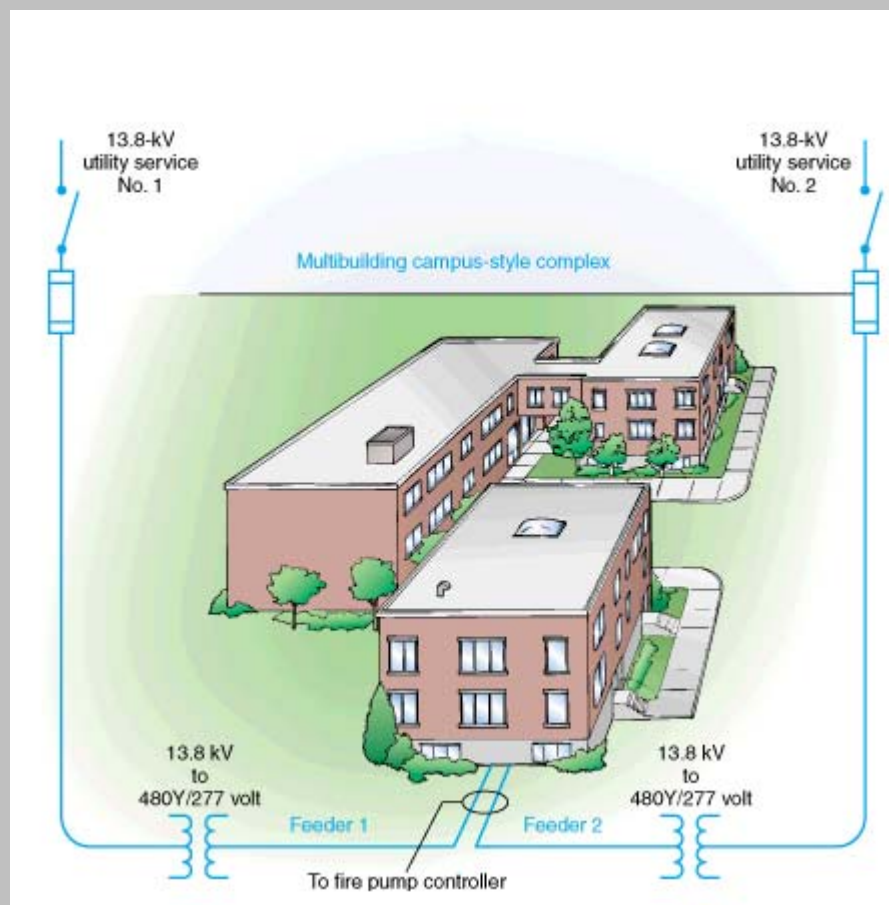 13.8-kV
utility service
No. 1
13.8-kV
utility service
No. 2
Multibuilding campus-style complex
13.8 kV
to
480Y/277 volt
13.8 kV
to
480Y/277 volt
Feeder 1
Feeder 2
To fire pump controller